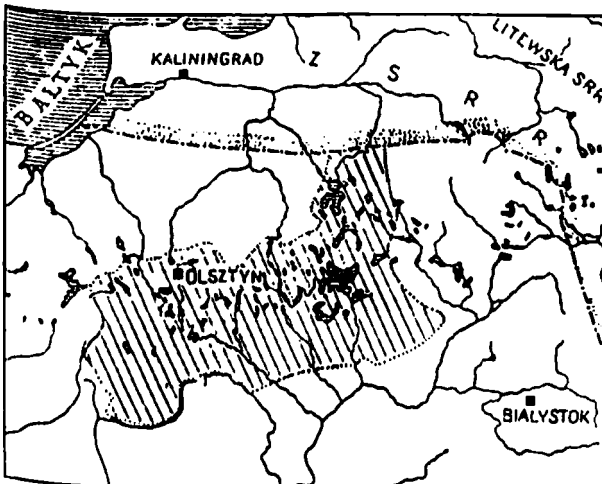 BAŁTYK
KALININGRAD
Z S R R
LITEWSKA SRR
OLSZTYN
BIAŁYSTOK